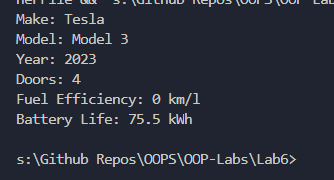 Make: Tesla
Model: Model 3
Year: 2023
Doors: 4
Fuel Efficiency: 0 km/l
Battery Life: 75.5 kWh
s:\Github Repos\OOPS\OOP-Labs\Lab6>